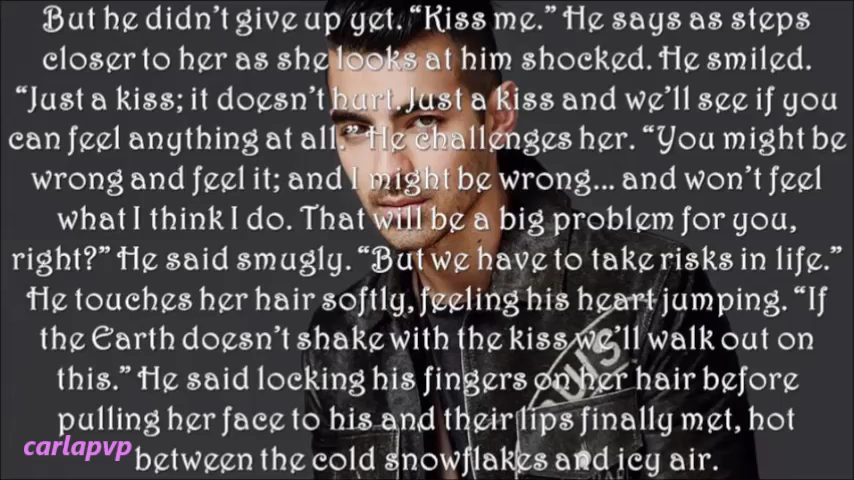 But he didn't give up yet. "Kiss me." He says as steps
closer to her as she looks at him shocked. He smiled.
"Just a kiss; it doesn't hurt. Just a kiss and we'll see if you
can feel anything at all." He challenges her. "You might be
wrong and feel it; and I might be wrong... and won't feel
what I think I do. That will be a big problem for you,
right?" He said smugly. "But we have to take risks in life."
He touches her hair softly, feeling his heart jumping. "If
the Earth doesn't shake with the kiss we'll walk out on
this." He said locking his fingers on her hair before
pulling her face to his and their lips finally met, hot
between the cold snowflakes and icy air.
carlapvp